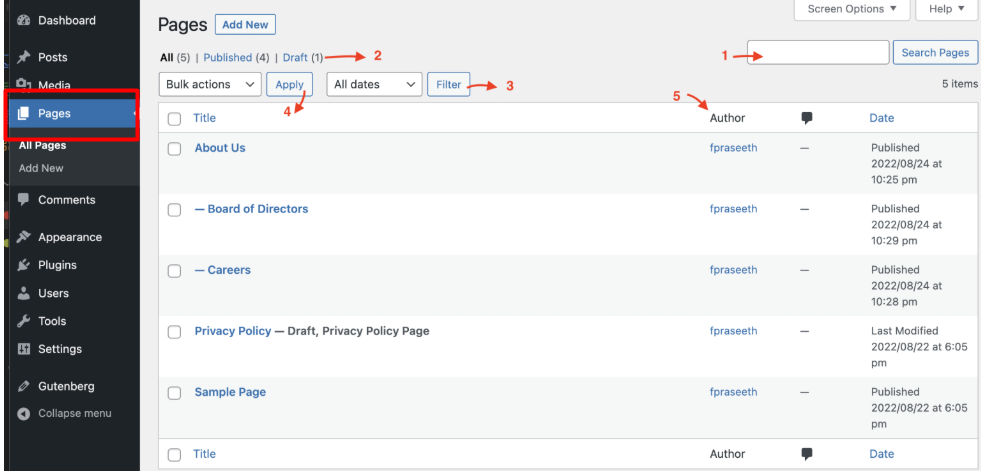 Dashboard
Posts
Media
Pages
All Pages
Add New
Comments
Appearance
Plugins
Users
Tools
Settings
Gutenberg
Collapse menu
Screen Options ▼ Help ▼
Pages Add New
All (5) | Published (4) | Draft (1) 2
1 Search Pages
Bulk actions Apply All dates Filter 3
5 items
4 5
Title Author Date
About Us fpraseeth — Published
2022/08/24 at
10:25 pm
— Board of Directors fpraseeth — Published
2022/08/24 at
10:29 pm
— Careers fpraseeth — Published
2022/08/24 at
10:28 pm
Privacy Policy — Draft, Privacy Policy Page fpraseeth — Last Modified
2022/08/22 at 6:05
pm
Sample Page fpraseeth — Published
2022/08/22 at 6:05
pm
Title Author Date